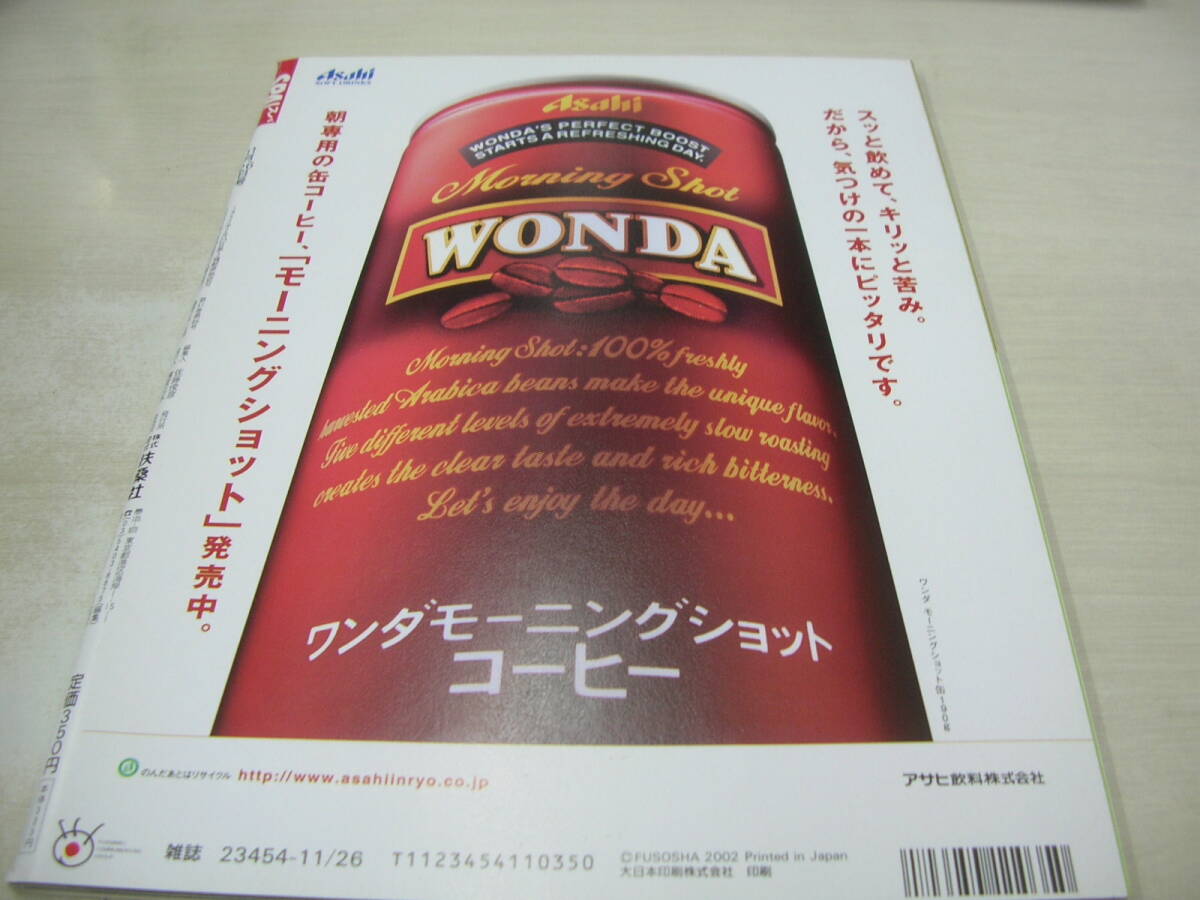 Asahi
SOFT DRINKS
スッと飲めて、キリッと苦み。
だから、気つけの一本にピッタリです。
朝専用の缶コーヒー、「モーニングショット」発売中。
Asahi
WONDA'S PERFECT BOOST
STARTS A REFRESHING DAY.
Morning Shot
WONDA
Morning Shot:100% freshly
harvested Arabica beans make the unique flavor.
Five different levels of extremely slow roasting
creates the clear taste and rich bitterness.
Let's enjoy the day...
ワンダモーニングショット
コーヒー
ワンダ モーニングショット 缶190g
株式
扶桑社
定価350円
のんだあとはリサイクル http://www.asahiinryo.co.jp
アサヒ飲料株式会社
雑誌 23454-11/26 T1123454110350
©FUSOSHA 2002 Printed in Japan
大日本印刷株式会社 印刷